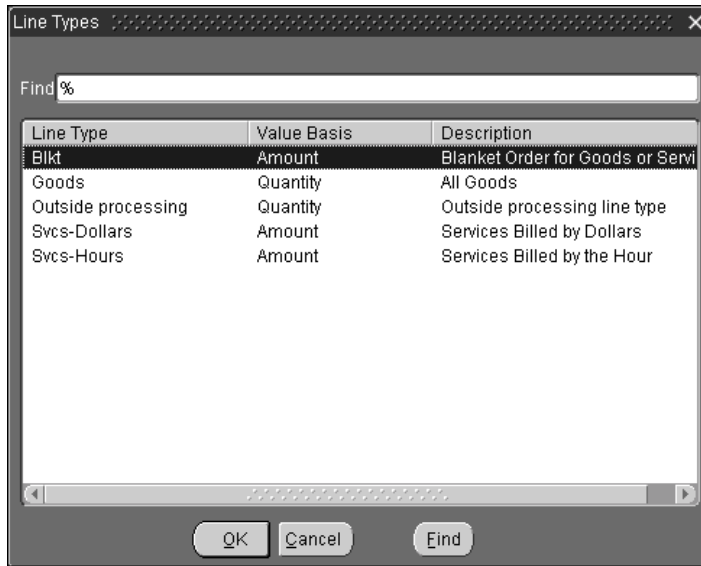 Line Types
Find %
Line Type Value Basis Description
Blkt Amount Blanket Order for Goods or Servi
Goods Quantity All Goods
Outside processing Quantity Outside processing line type
Svcs-Dollars Amount Services Billed by Dollars
Svcs-Hours Amount Services Billed by the Hour
OK Cancel Find